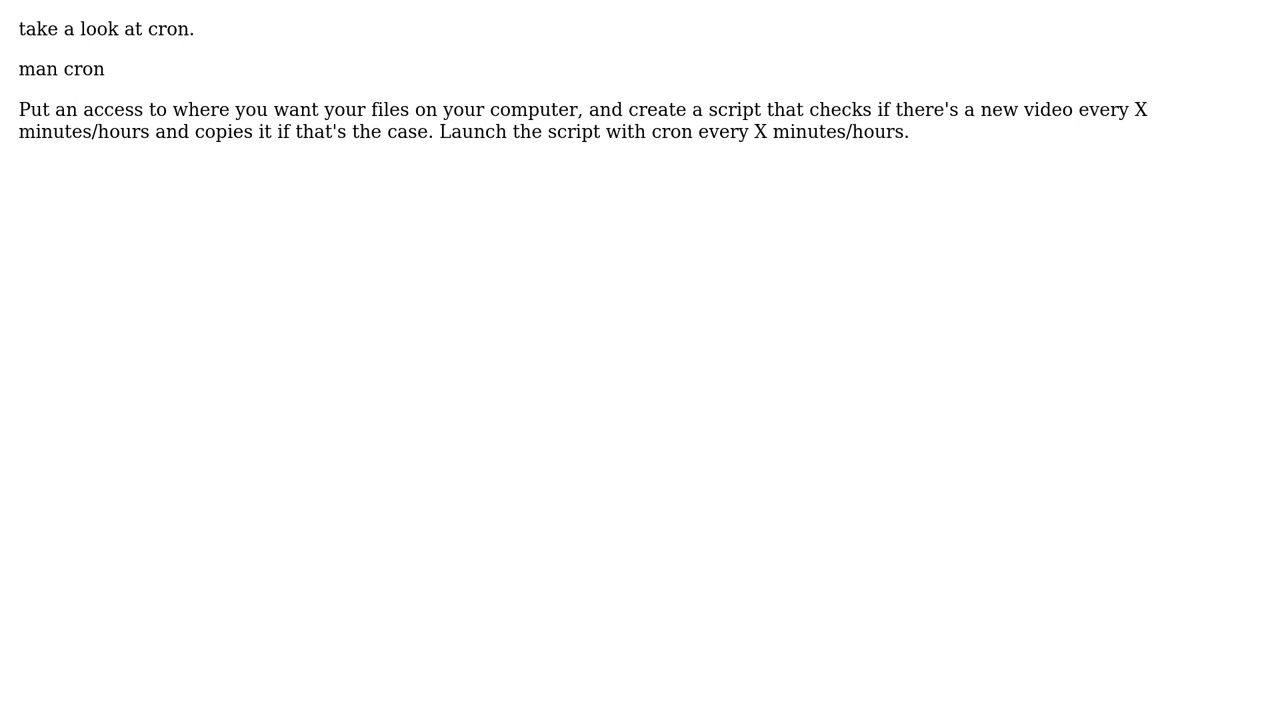 take a look at cron.
man cron
Put an access to where you want your files on your computer, and create a script that checks if there's a new video every X
minutes/hours and copies it if that's the case. Launch the script with cron every X minutes/hours.